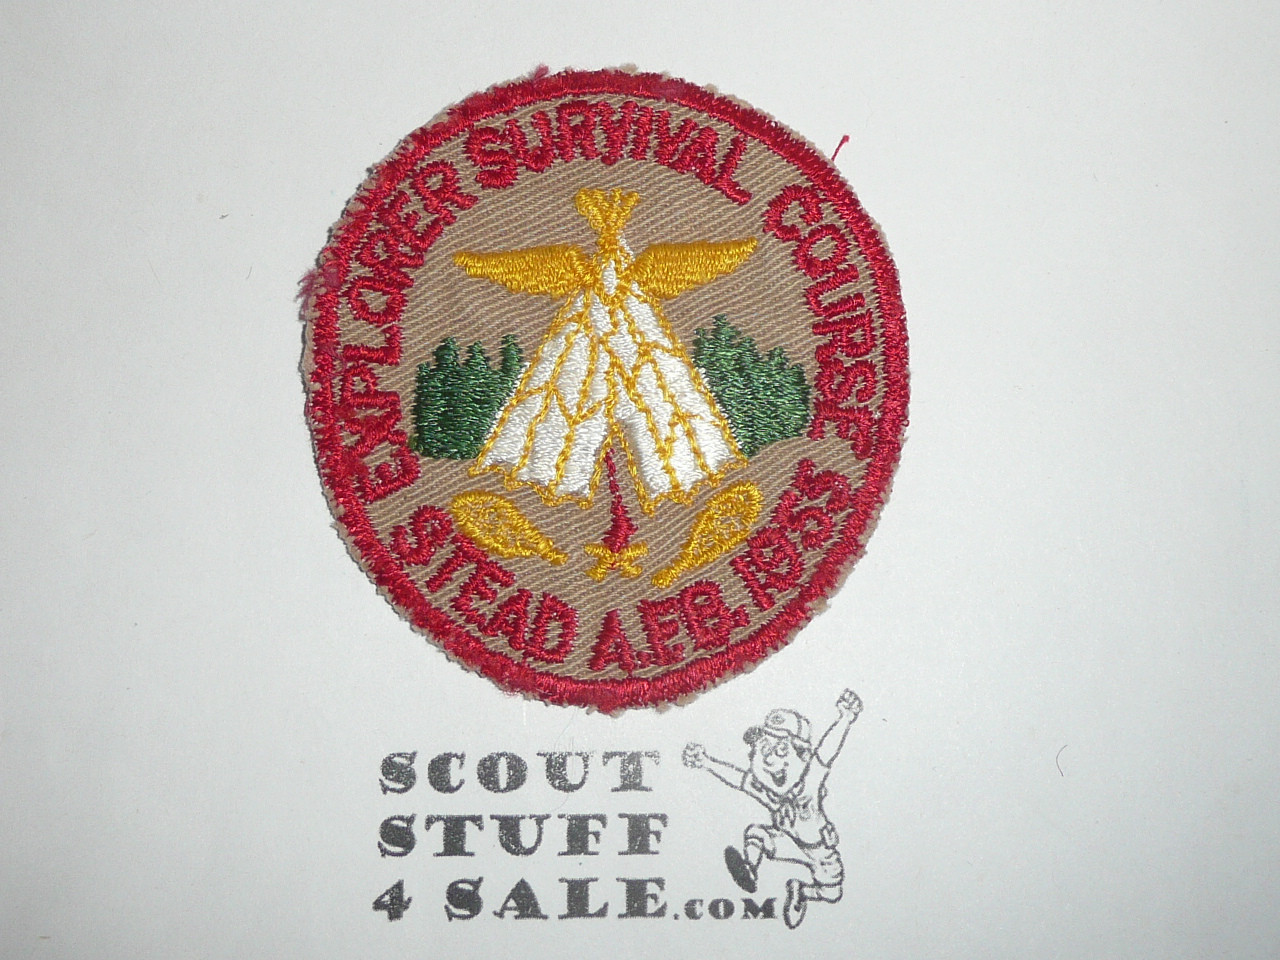 EXPLORER SURVIVAL COURSE
STEAD A.F.B. 1955
SCOUT
STUFF
4 SALE.COM